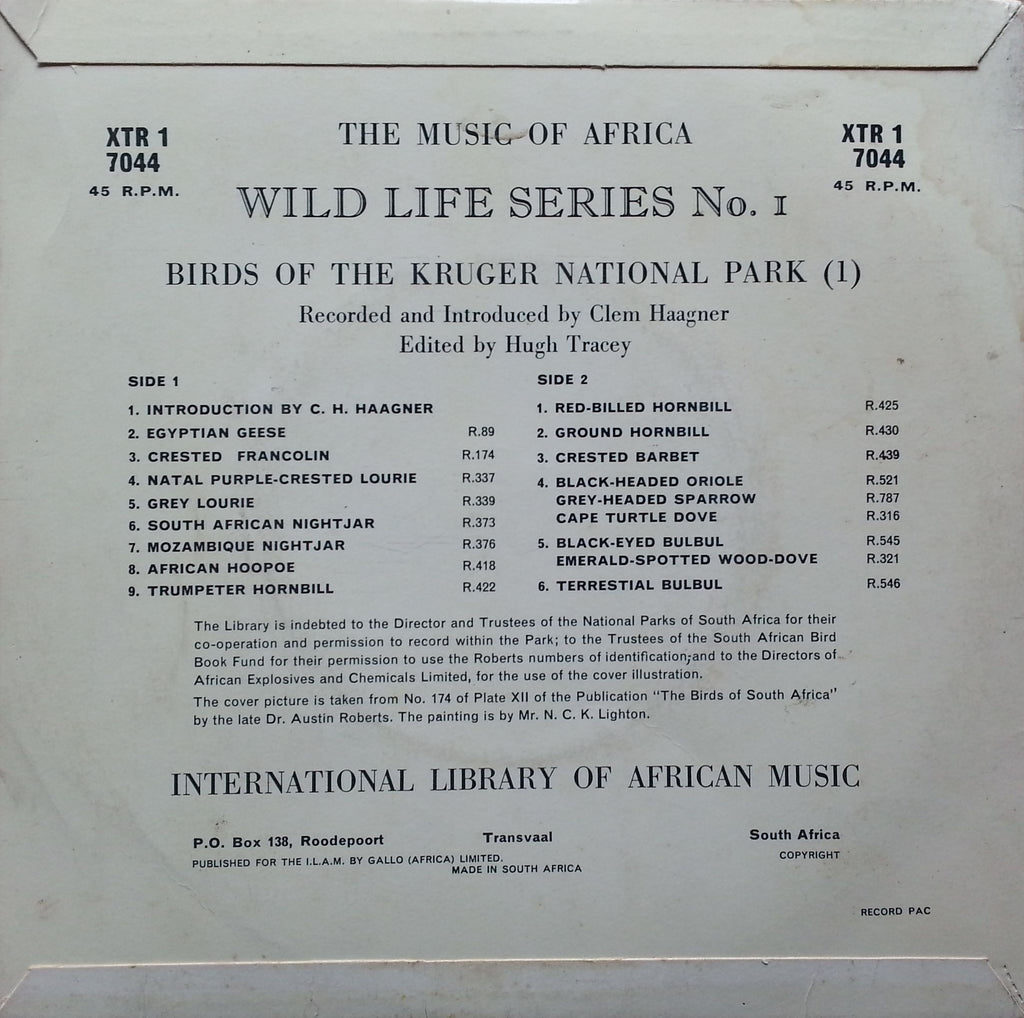 XTR 1
7044
45 R.P.M.
THE MUSIC OF AFRICA
XTR 1
7044
45 R.P.M.
WILD LIFE SERIES No. 1
BIRDS OF THE KRUGER NATIONAL PARK (1)
Recorded and Introduced by Clem Haagner
Edited by Hugh Tracey
SIDE 1
1. INTRODUCTION BY C. H. HAAGNER
2. EGYPTIAN GEESE R.89
3. CRESTED FRANCOLIN R.174
4. NATAL PURPLE-CRESTED LOURIE R.337
5. GREY LOURIE R.339
6. SOUTH AFRICAN NIGHTJAR R.373
7. MOZAMBIQUE NIGHTJAR R.376
8. AFRICAN HOOPOE R.418
9. TRUMPETER HORNBILL R.422
SIDE 2
1. RED-BILLED HORNBILL R.425
2. GROUND HORNBILL R.430
3. CRESTED BARBET R.439
4. BLACK-HEADED ORIOLE R.521
GREY-HEADED SPARROW R.787
CAPE TURTLE DOVE R.316
5. BLACK-EYED BULBUL R.545
EMERALD-SPOTTED WOOD-DOVE R.321
6. TERRESTIAL BULBUL R.546
The Library is indebted to the Director and Trustees of the National Parks of South Africa for their
co-operation and permission to record within the Park; to the Trustees of the South African Bird
Book Fund for their permission to use the Roberts numbers of identification;and to the Directors of
African Explosives and Chemicals Limited, for the use of the cover illustration.
The cover picture is taken from No. 174 of Plate XII of the Publication "The Birds of South Africa"
by the late Dr. Austin Roberts. The painting is by Mr. N. C. K. Lighton.
INTERNATIONAL LIBRARY OF AFRICAN MUSIC
P.O. Box 138, Roodepoort Transvaal South Africa
PUBLISHED FOR THE I.L.A.M. BY GALLO (AFRICA) LIMITED. COPYRIGHT
MADE IN SOUTH AFRICA
RECORD PAC